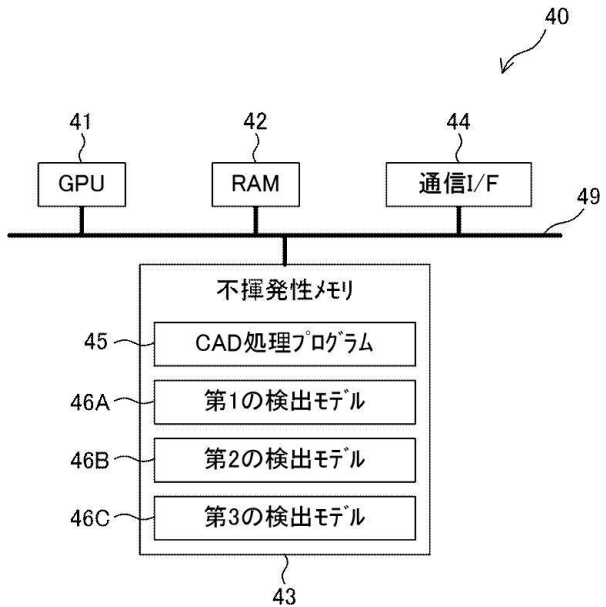 40
41
42
44
GPU
RAM
通信I/F
49
不揮発性メモリ
45
CAD処理プログラム
46A
第1の検出モデル
46B
第2の検出モデル
46C
第3の検出モデル
43